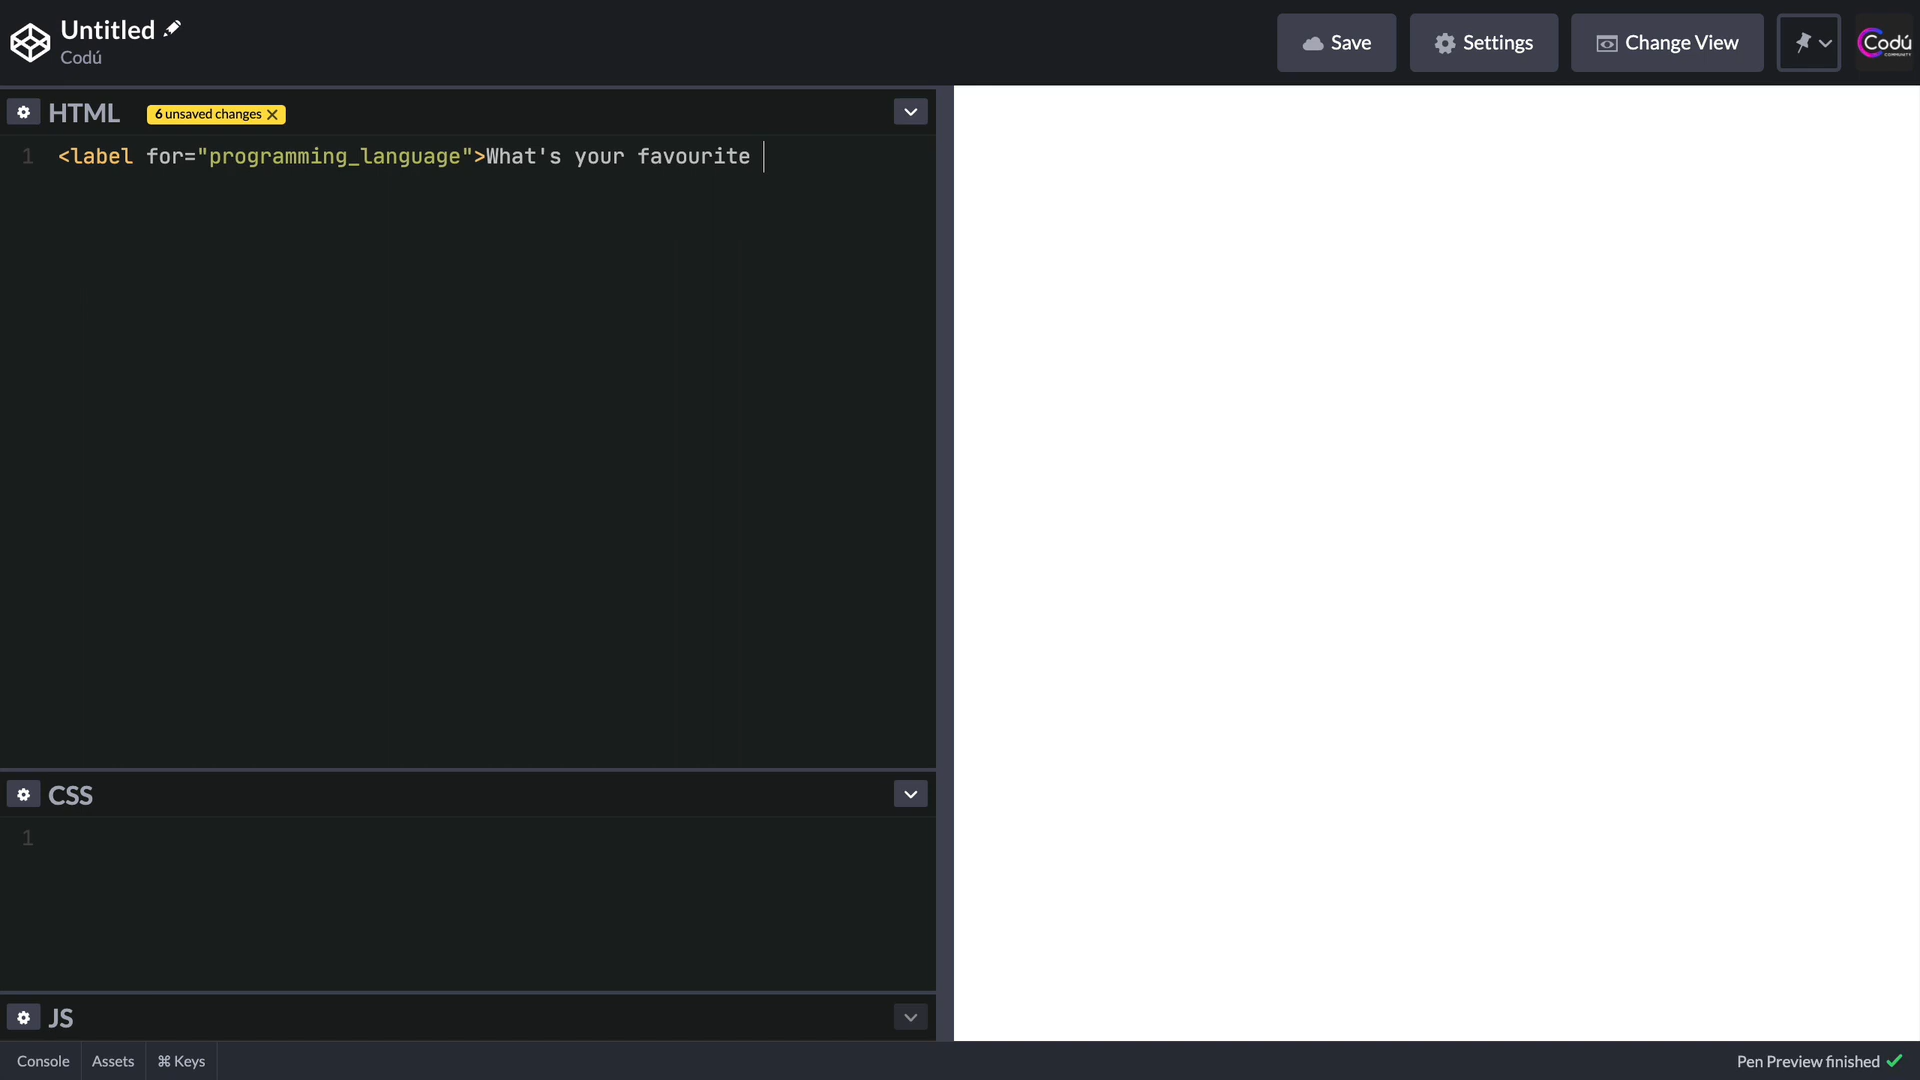 Untitled
Codú
Save
Settings
Change View
Codú
COMMUNITY
HTML
6 unsaved changes
1 <label for="programming_language">What's your favourite
CSS
1
JS
Console
Assets
⌘ Keys
Pen Preview finished